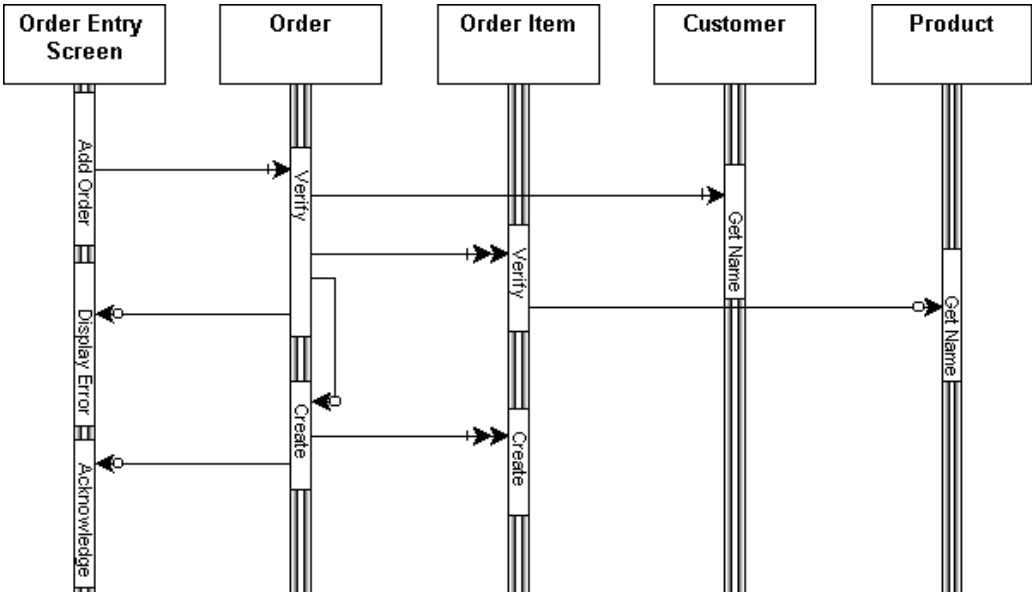 Order Entry
Screen
Order
Order Item
Customer
Product
Add Order
Verify
Get Name
Verify
Get Name
Display Error
Create
Create
Acknowledge